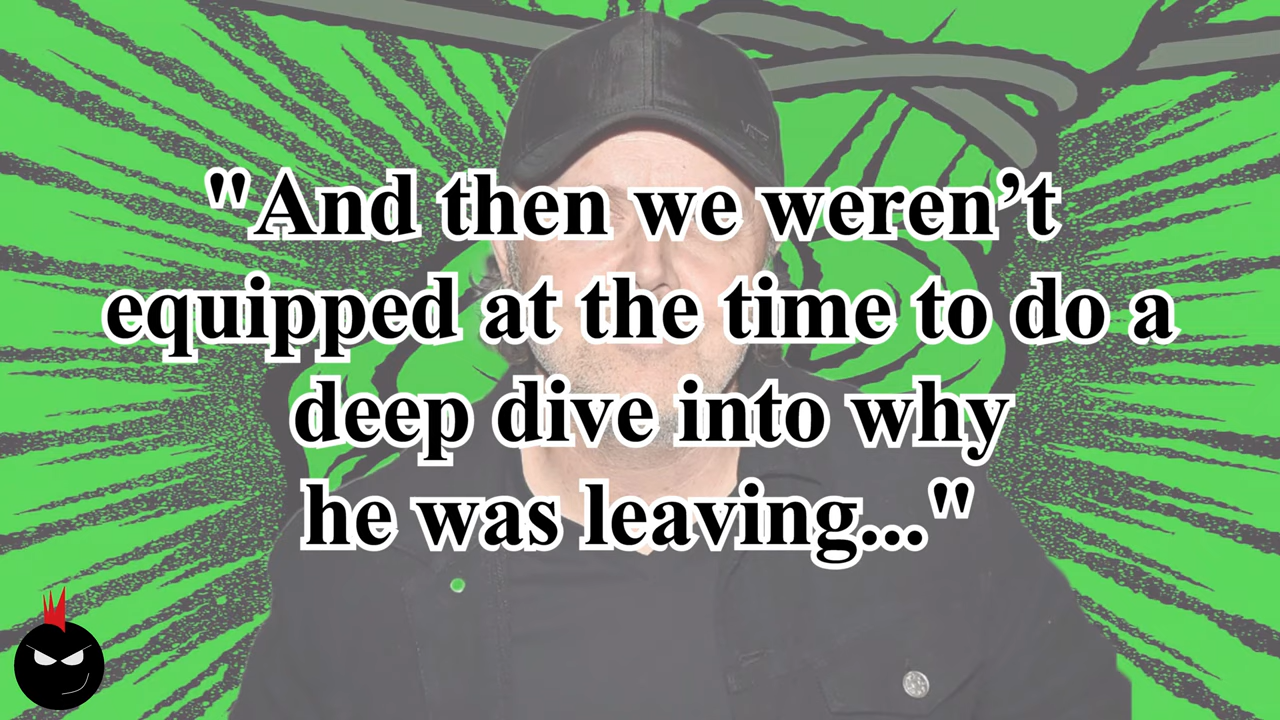 "And then we weren’t
equipped at the time to do a
deep dive into why
he was leaving..."